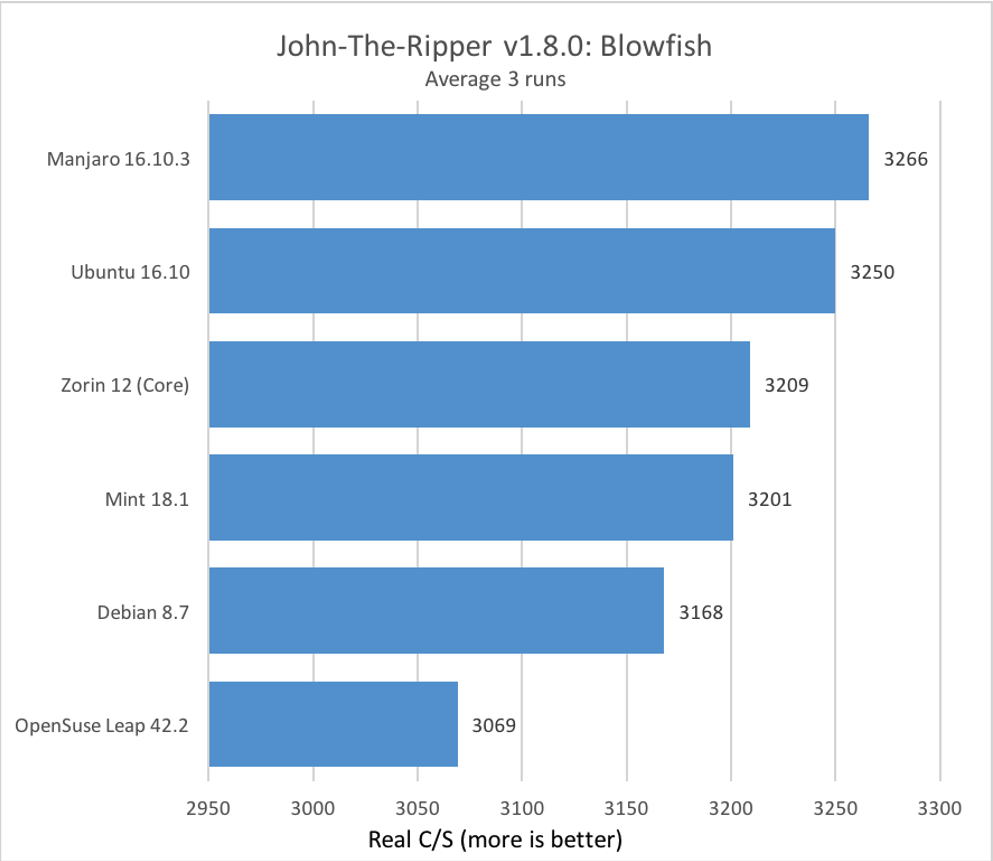 John-The-Ripper v1.8.0: Blowfish
Average 3 runs
Manjaro 16.10.3 3266
Ubuntu 16.10 3250
Zorin 12 (Core) 3209
Mint 18.1 3201
Debian 8.7 3168
OpenSuse Leap 42.2 3069
2950 3000 3050 3100 3150 3200 3250 3300
Real C/S (more is better)